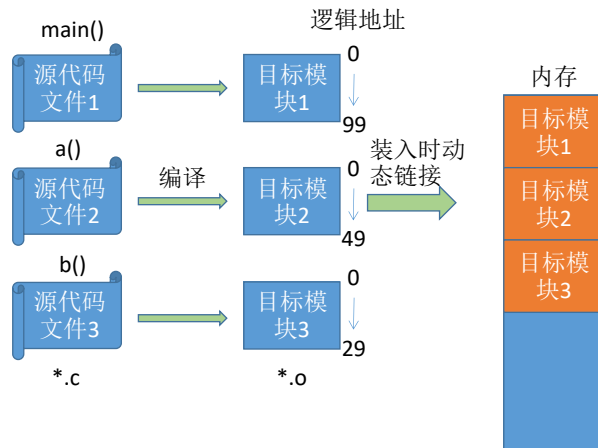 逻辑地址
main()
源代码
文件1
目标模
块1
0
99
a()
源代码
文件2
编译
目标模
块2
0
49
装入时动
态链接
b()
源代码
文件3
目标模
块3
0
29
*.c
*.o
内存
目标模
块1
目标模
块2
目标模
块3